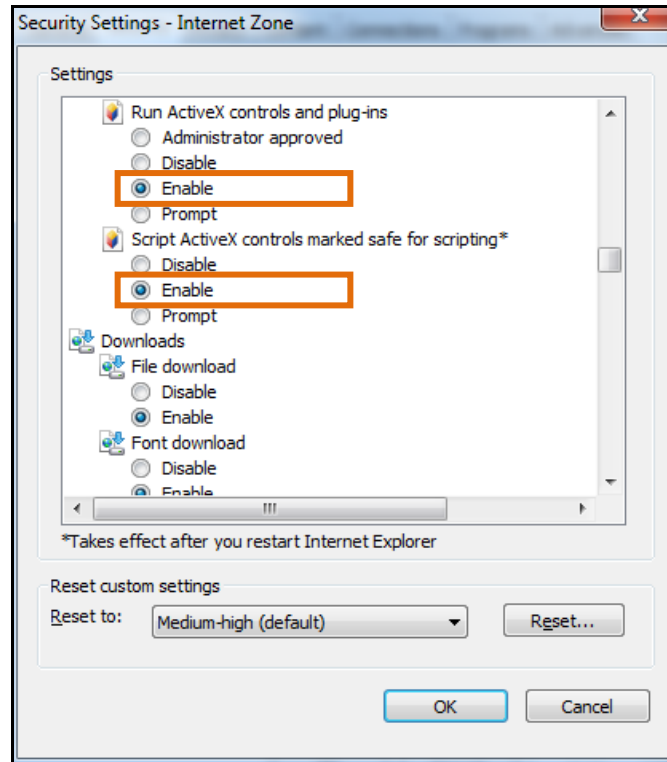 Security Settings - Internet Zone
Settings
Run ActiveX controls and plug-ins
Administrator approved
Disable
Enable
Prompt
Script ActiveX controls marked safe for scripting*
Disable
Enable
Prompt
Downloads
File download
Disable
Enable
Font download
Disable
Enable
*Takes effect after you restart Internet Explorer
Reset custom settings
Reset to:
Medium-high (default)
Reset...
OK
Cancel